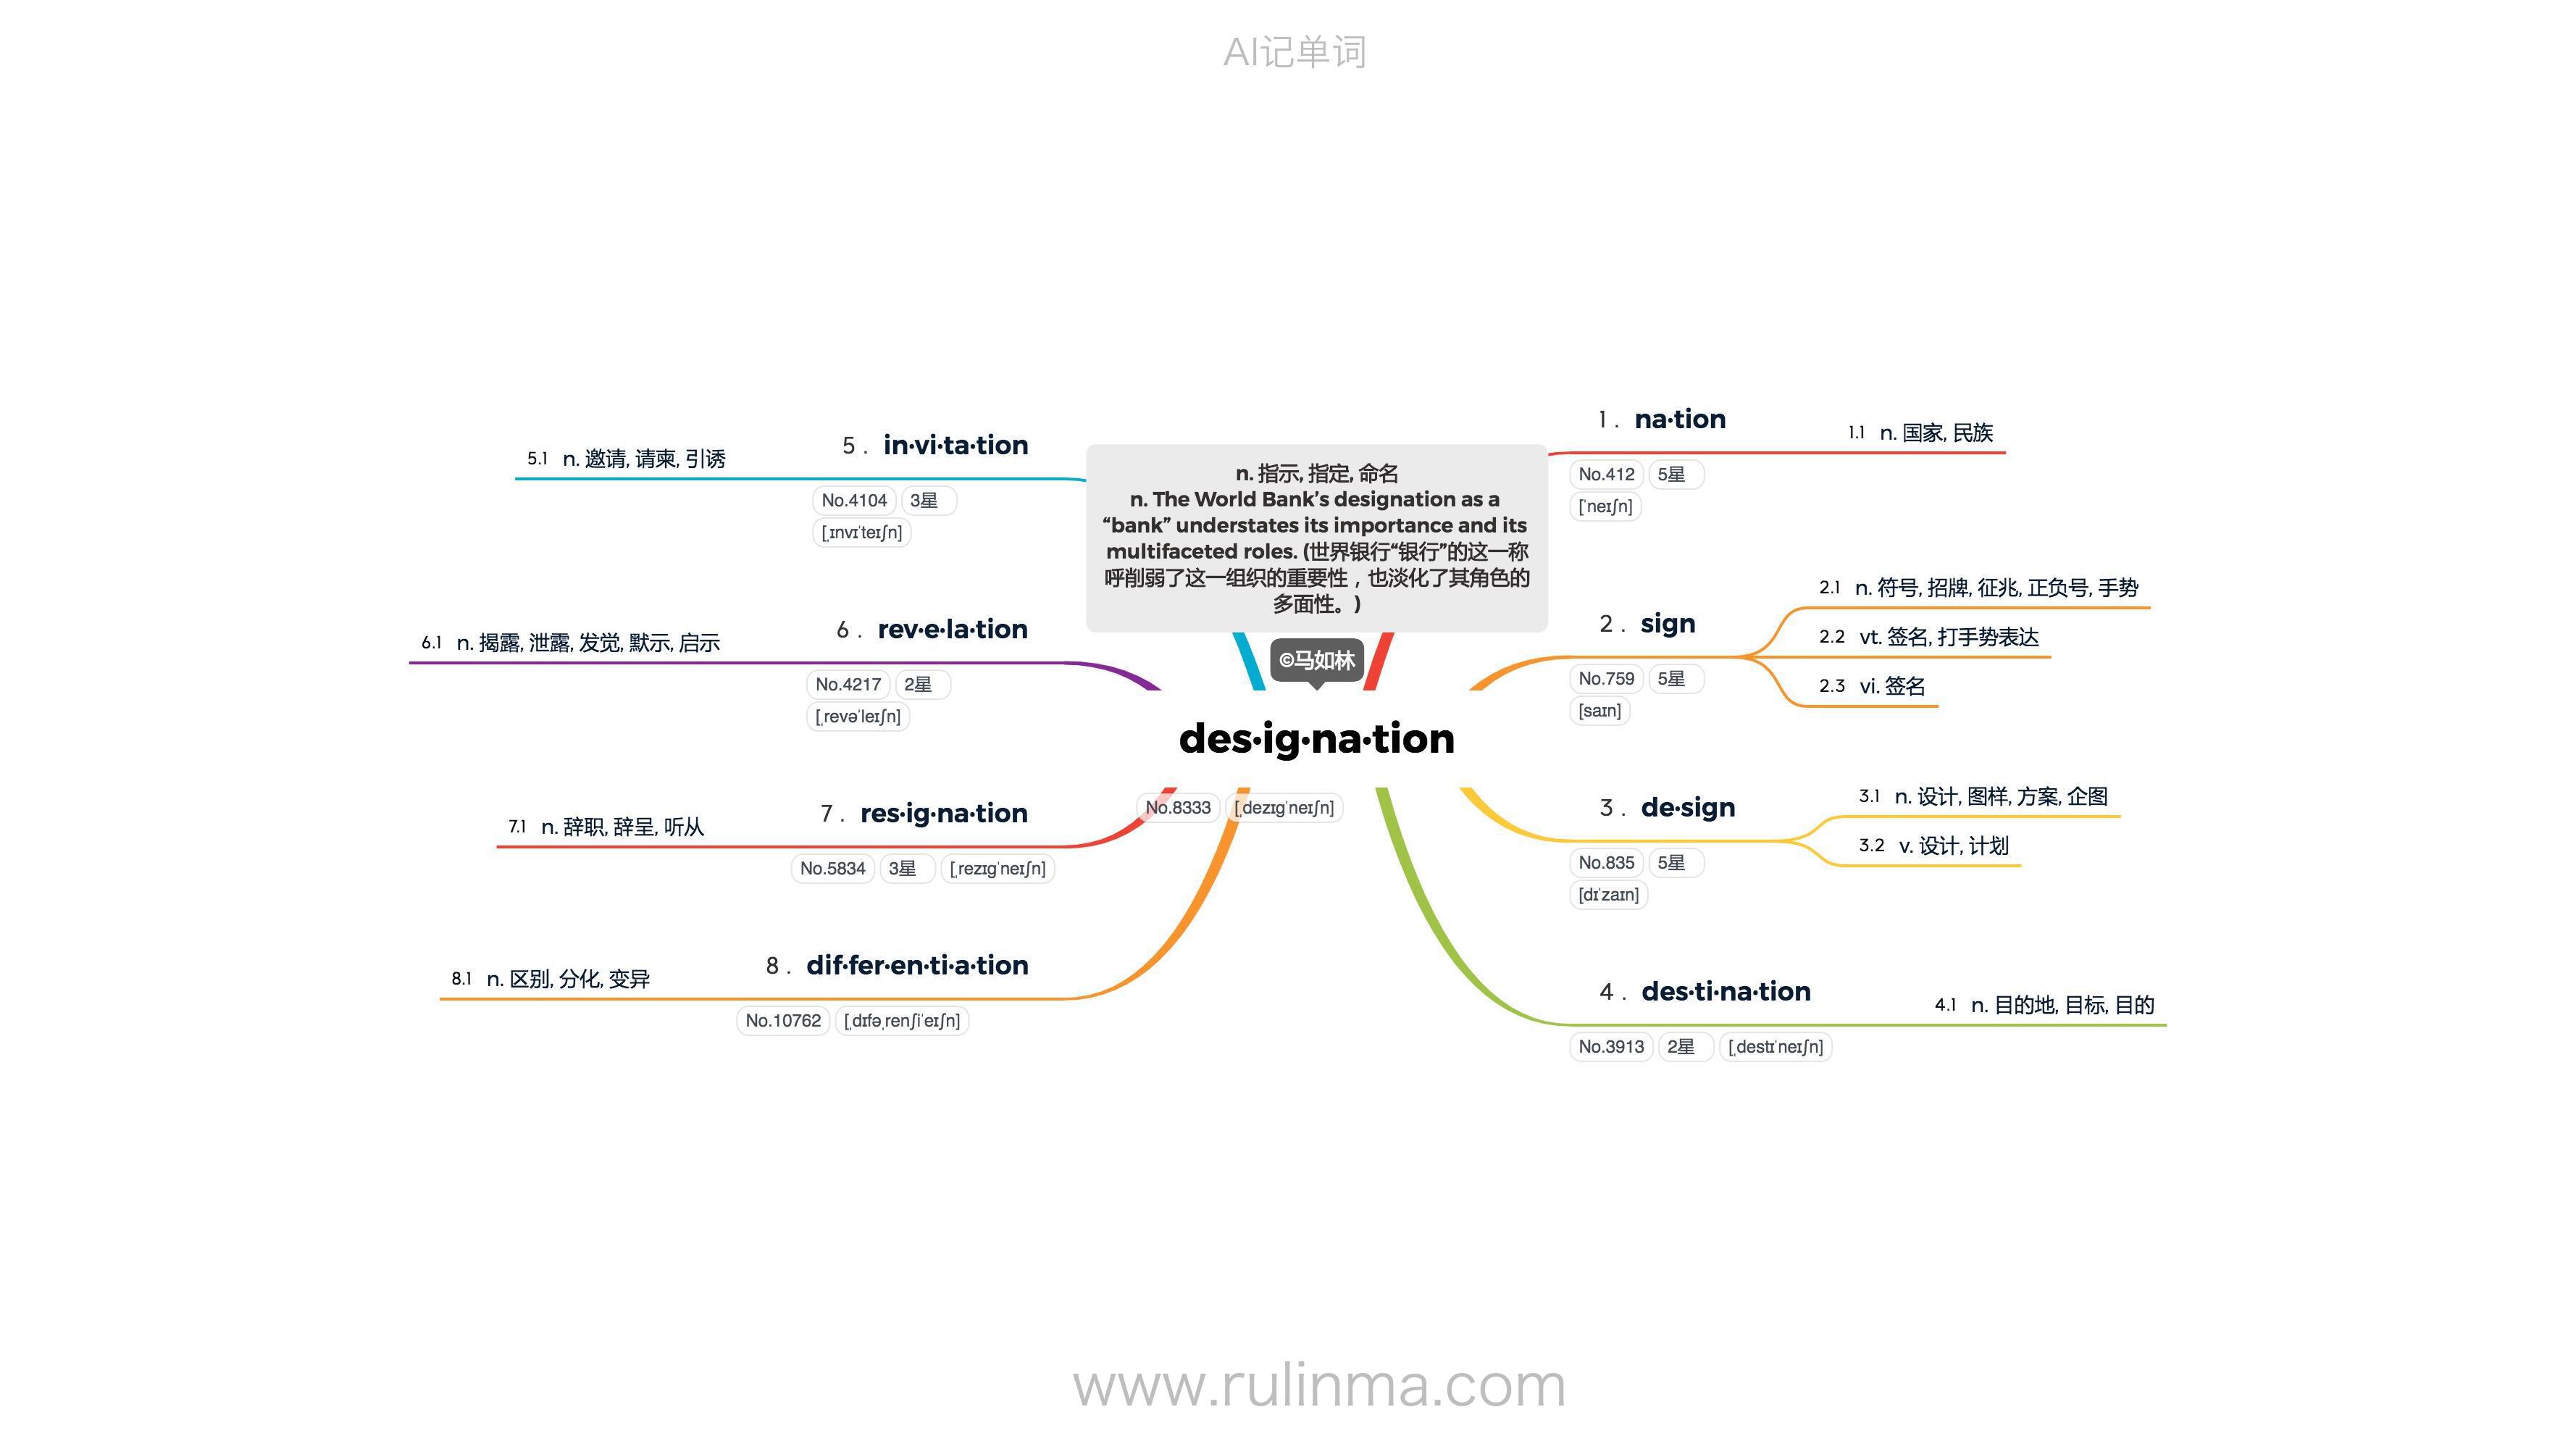 AI记单词
n. 指示, 指定, 命名
n. The World Bank’s designation as a
“bank” understates its importance and its
multifaceted roles. (世界银行“银行”的这一称
呼削弱了这一组织的重要性，也淡化了其角色的
多面性。)
©马如林
des·ig·na·tion
No.8333 [ˌdezɪɡˈneɪʃn]
1 . na·tion
No.412 5星
[ˈneɪʃn]
1.1 n. 国家, 民族
2 . sign
No.759 5星
[saɪn]
2.1 n. 符号, 招牌, 征兆, 正负号, 手势
2.2 vt. 签名, 打手势表达
2.3 vi. 签名
3 . de·sign
No.835 5星
[dɪˈzaɪn]
3.1 n. 设计, 图样, 方案, 企图
3.2 v. 设计, 计划
4 . des·ti·na·tion
No.3913 2星 [ˌdestɪˈneɪʃn]
4.1 n. 目的地, 目标, 目的
5 . in·vi·ta·tion
No.4104 3星
[ˌɪnvɪˈteɪʃn]
5.1 n. 邀请, 请柬, 引诱
6 . rev·e·la·tion
No.4217 2星
[ˌrevəˈleɪʃn]
6.1 n. 揭露, 泄露, 发觉, 默示, 启示
7 . res·ig·na·tion
No.5834 3星 [ˌrezɪɡˈneɪʃn]
7.1 n. 辞职, 辞呈, 听从
8 . dif·fer·en·ti·a·tion
No.10762 [ˌdɪfəˌrenʃiˈeɪʃn]
8.1 n. 区别, 分化, 变异
www.rulinma.com